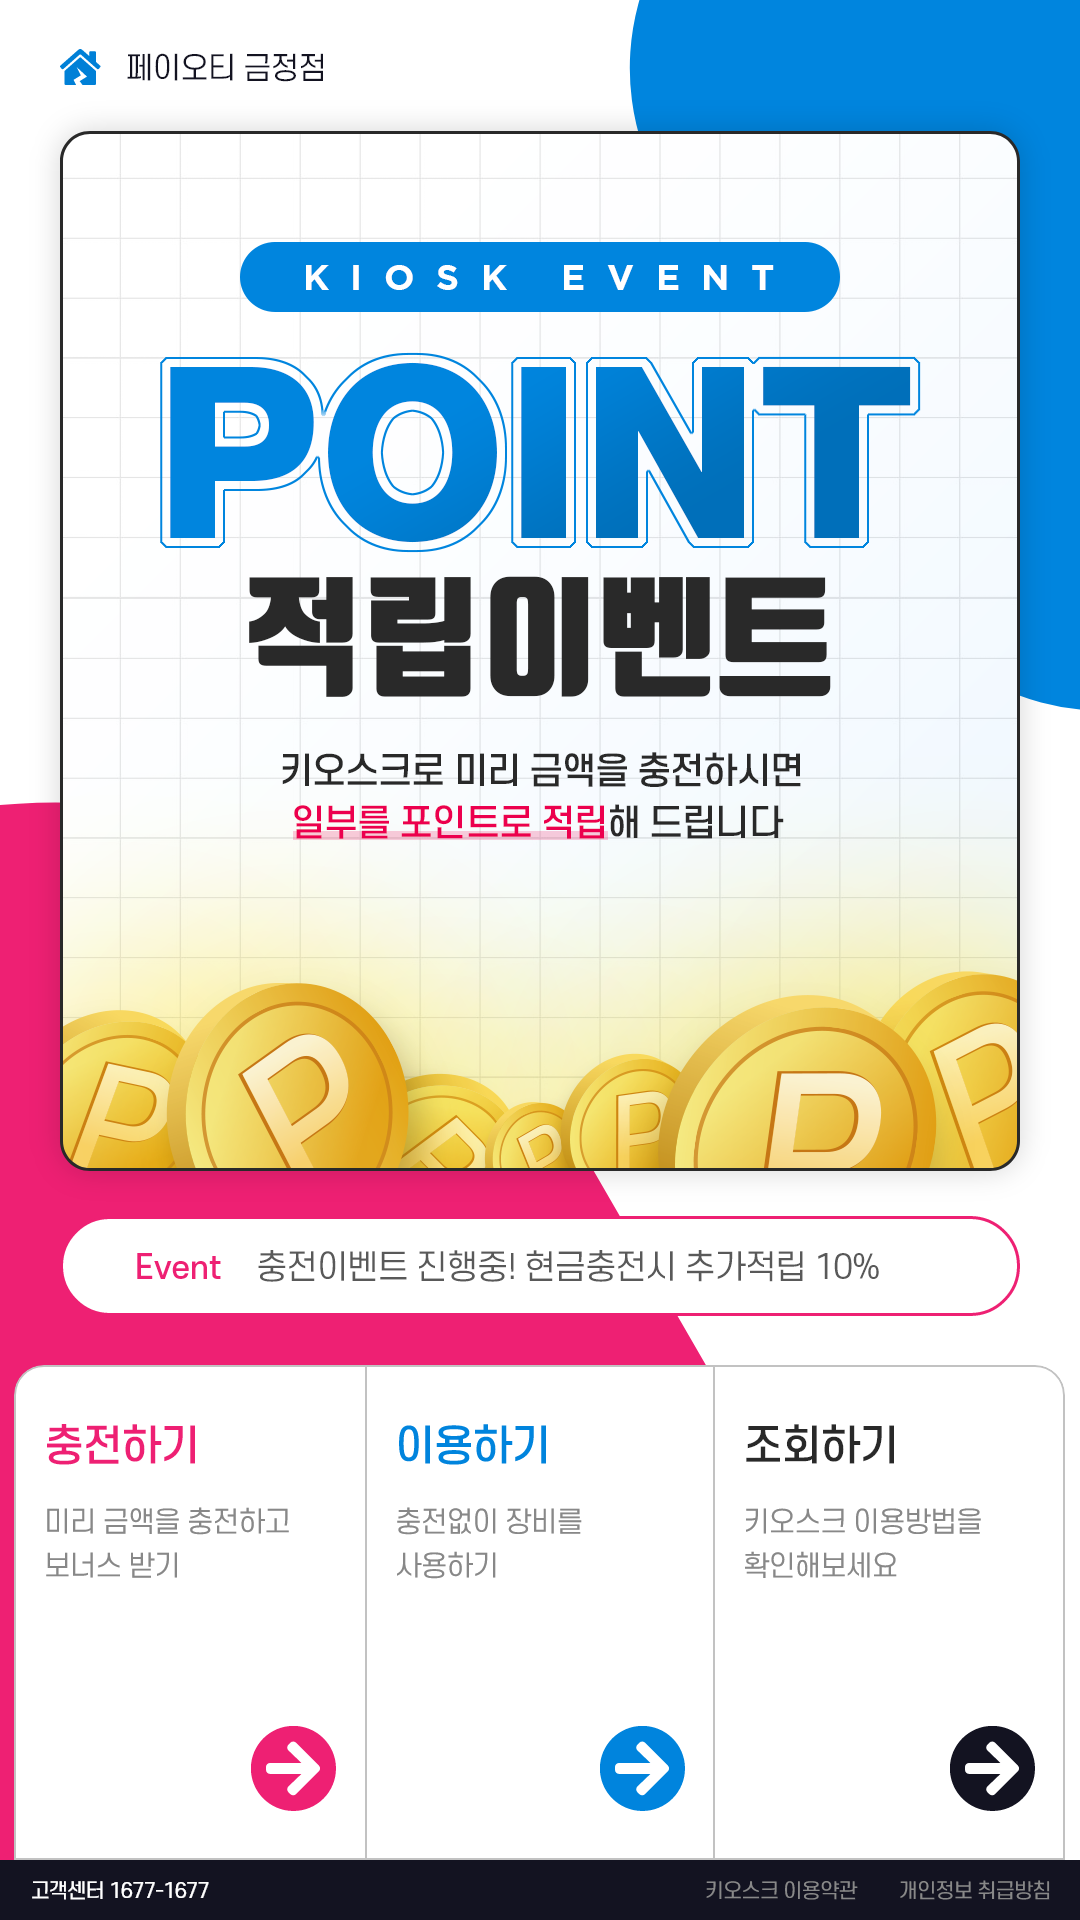 페이오티 금정점
KIOSK EVENT
POINT
적립이벤트
키오스크로 미리 금액을 충전하시면
일부를 포인트로 적립해 드립니다
P P P P P P P
Event 충전이벤트 진행중! 현금충전시 추가적립 10%
충전하기
미리 금액을 충전하고
보너스 받기
이용하기
충전없이 장비를
사용하기
조회하기
키오스크 이용방법을
확인해보세요
고객센터 1677-1677
키오스크 이용약관 개인정보 취급방침